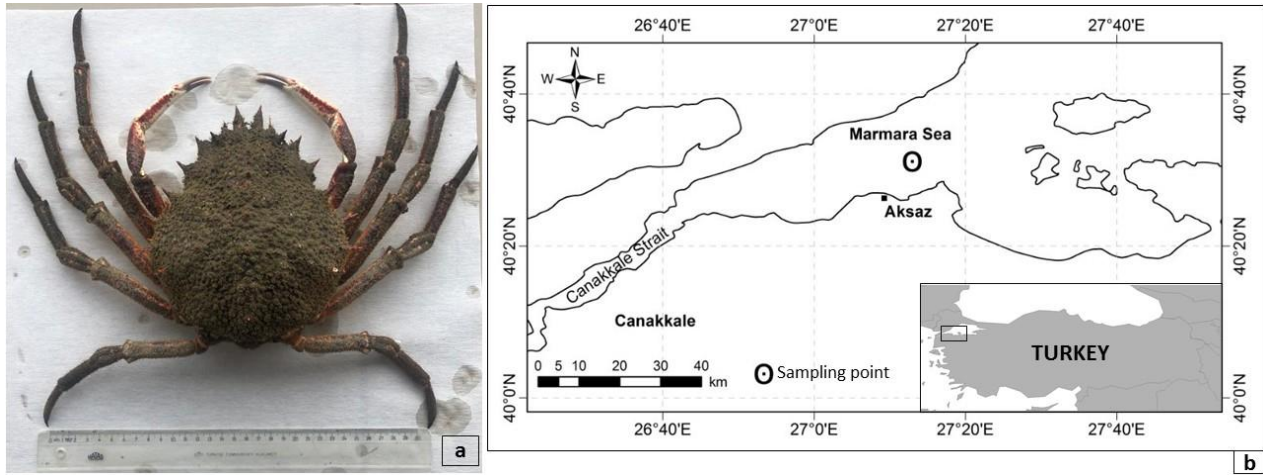 a
b
26°40'E
27°0'E
27°20'E
27°40'E
N
W
E
S
40°40'N
40°40'N
Marmara Sea
Aksaz
40°20'N
40°20'N
Canakkale Strait
Canakkale
0 5 10 20 30 40
km
Sampling point
TURKEY
40°0'N
40°0'N
26°40'E
27°0'E
27°20'E
27°40'E